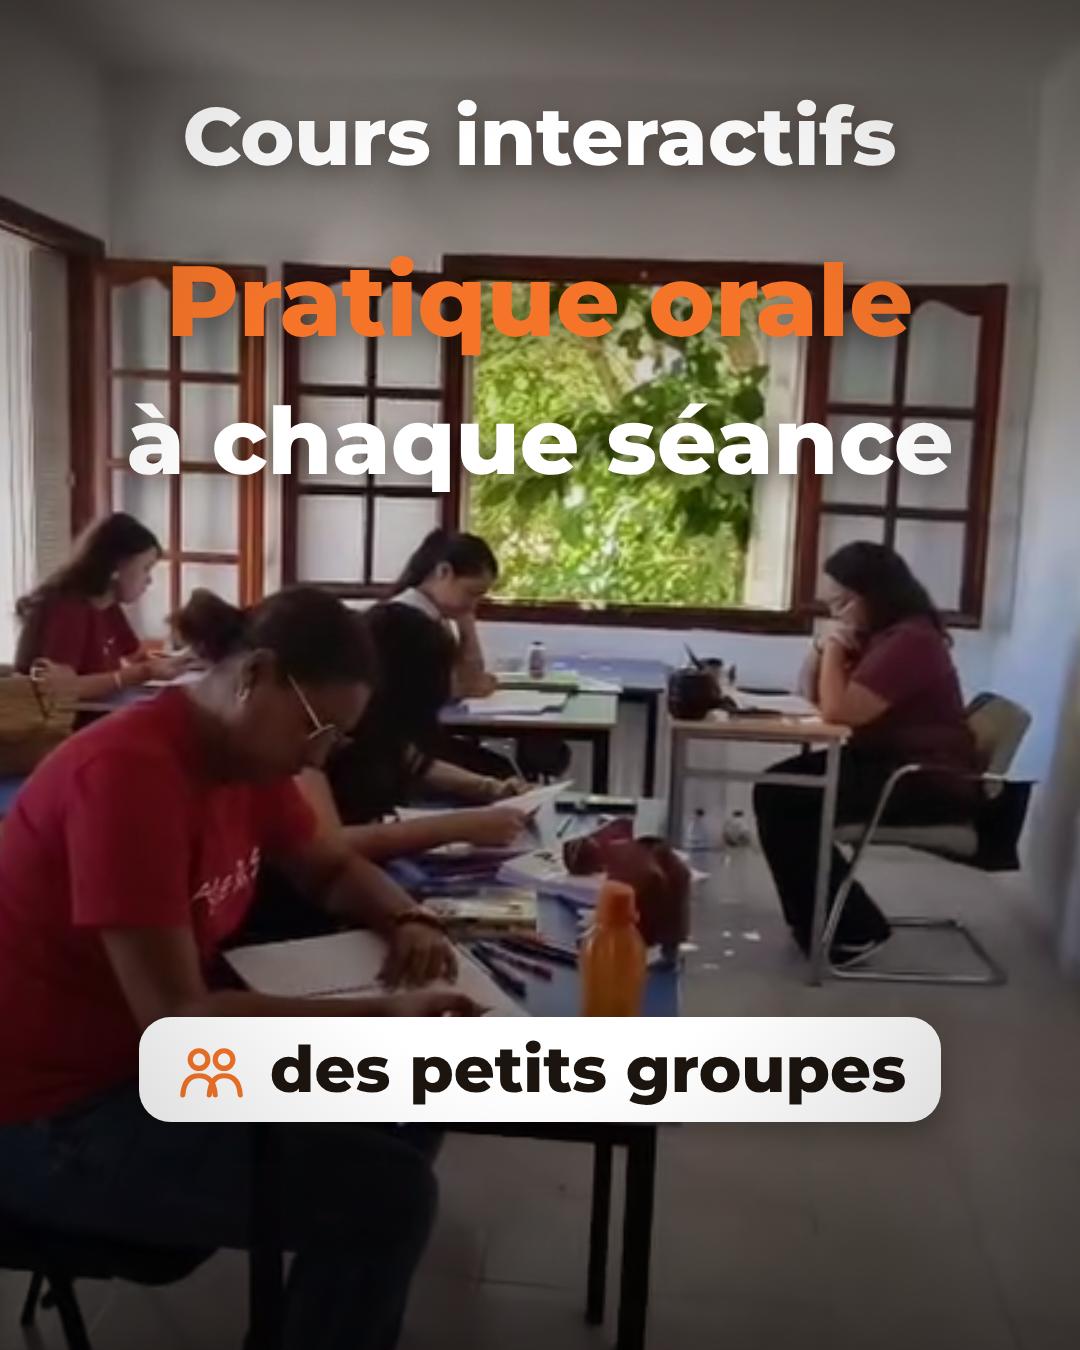 Cours interactifs
Pratique orale
à chaque séance
des petits groupes